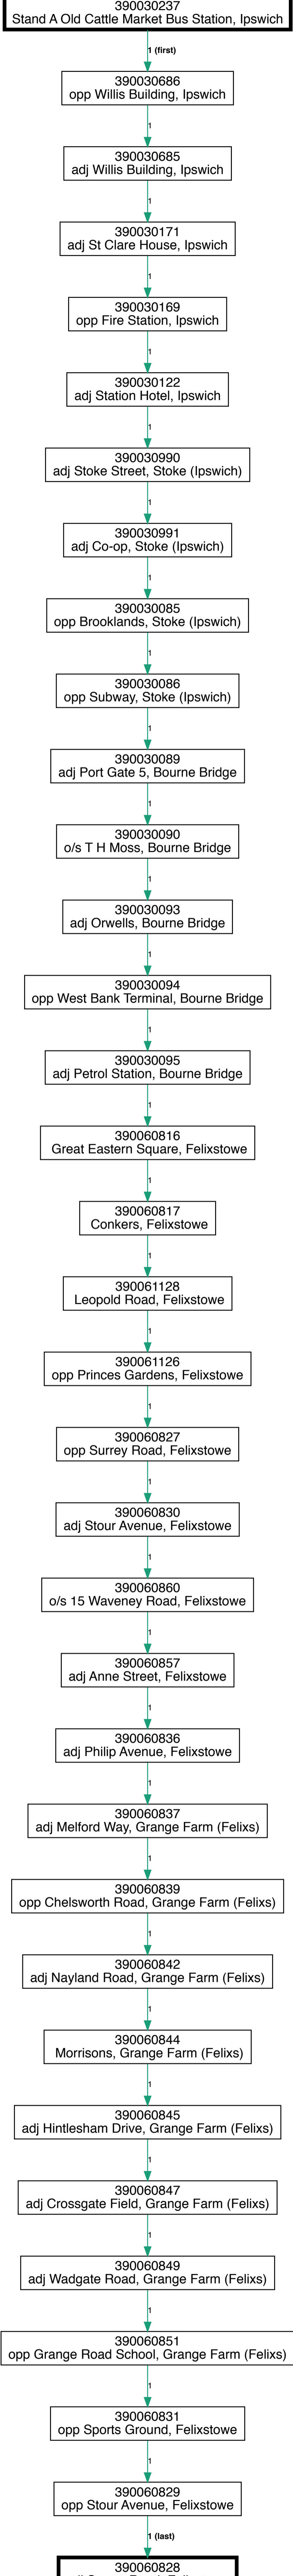 390030237
Stand A Old Cattle Market Bus Station, Ipswich
1 (first)
390030686
opp Willis Building, Ipswich
1
390030685
adj Willis Building, Ipswich
1
390030171
adj St Clare House, Ipswich
1
390030169
opp Fire Station, Ipswich
1
390030122
adj Station Hotel, Ipswich
1
390030990
adj Stoke Street, Stoke (Ipswich)
1
390030991
adj Co-op, Stoke (Ipswich)
1
390030085
opp Brooklands, Stoke (Ipswich)
1
390030086
opp Subway, Stoke (Ipswich)
1
390030089
adj Port Gate 5, Bourne Bridge
1
390030090
o/s T H Moss, Bourne Bridge
1
390030093
adj Orwells, Bourne Bridge
1
390030094
opp West Bank Terminal, Bourne Bridge
1
390030095
adj Petrol Station, Bourne Bridge
1
390060816
Great Eastern Square, Felixstowe
1
390060817
Conkers, Felixstowe
1
390061128
Leopold Road, Felixstowe
1
390061126
opp Princes Gardens, Felixstowe
1
390060827
opp Surrey Road, Felixstowe
1
390060830
adj Stour Avenue, Felixstowe
1
390060860
o/s 15 Waveney Road, Felixstowe
1
390060857
adj Anne Street, Felixstowe
1
390060836
adj Philip Avenue, Felixstowe
1
390060837
adj Melford Way, Grange Farm (Felixs)
1
390060839
opp Chelsworth Road, Grange Farm (Felixs)
1
390060842
adj Nayland Road, Grange Farm (Felixs)
1
390060844
Morrisons, Grange Farm (Felixs)
1
390060845
adj Hintlesham Drive, Grange Farm (Felixs)
1
390060847
adj Crossgate Field, Grange Farm (Felixs)
1
390060849
adj Wadgate Road, Grange Farm (Felixs)
1
390060851
opp Grange Road School, Grange Farm (Felixs)
1
390060831
opp Sports Ground, Felixstowe
1
390060829
opp Stour Avenue, Felixstowe
1 (last)
390060828